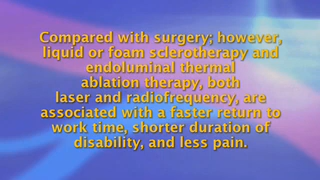 Compared with surgery; however,
liquid or foam sclerotherapy and
endoluminal thermal
ablation therapy, both
laser and radiofrequency, are
associated with a faster return to
work time, shorter duration of
disability, and less pain.